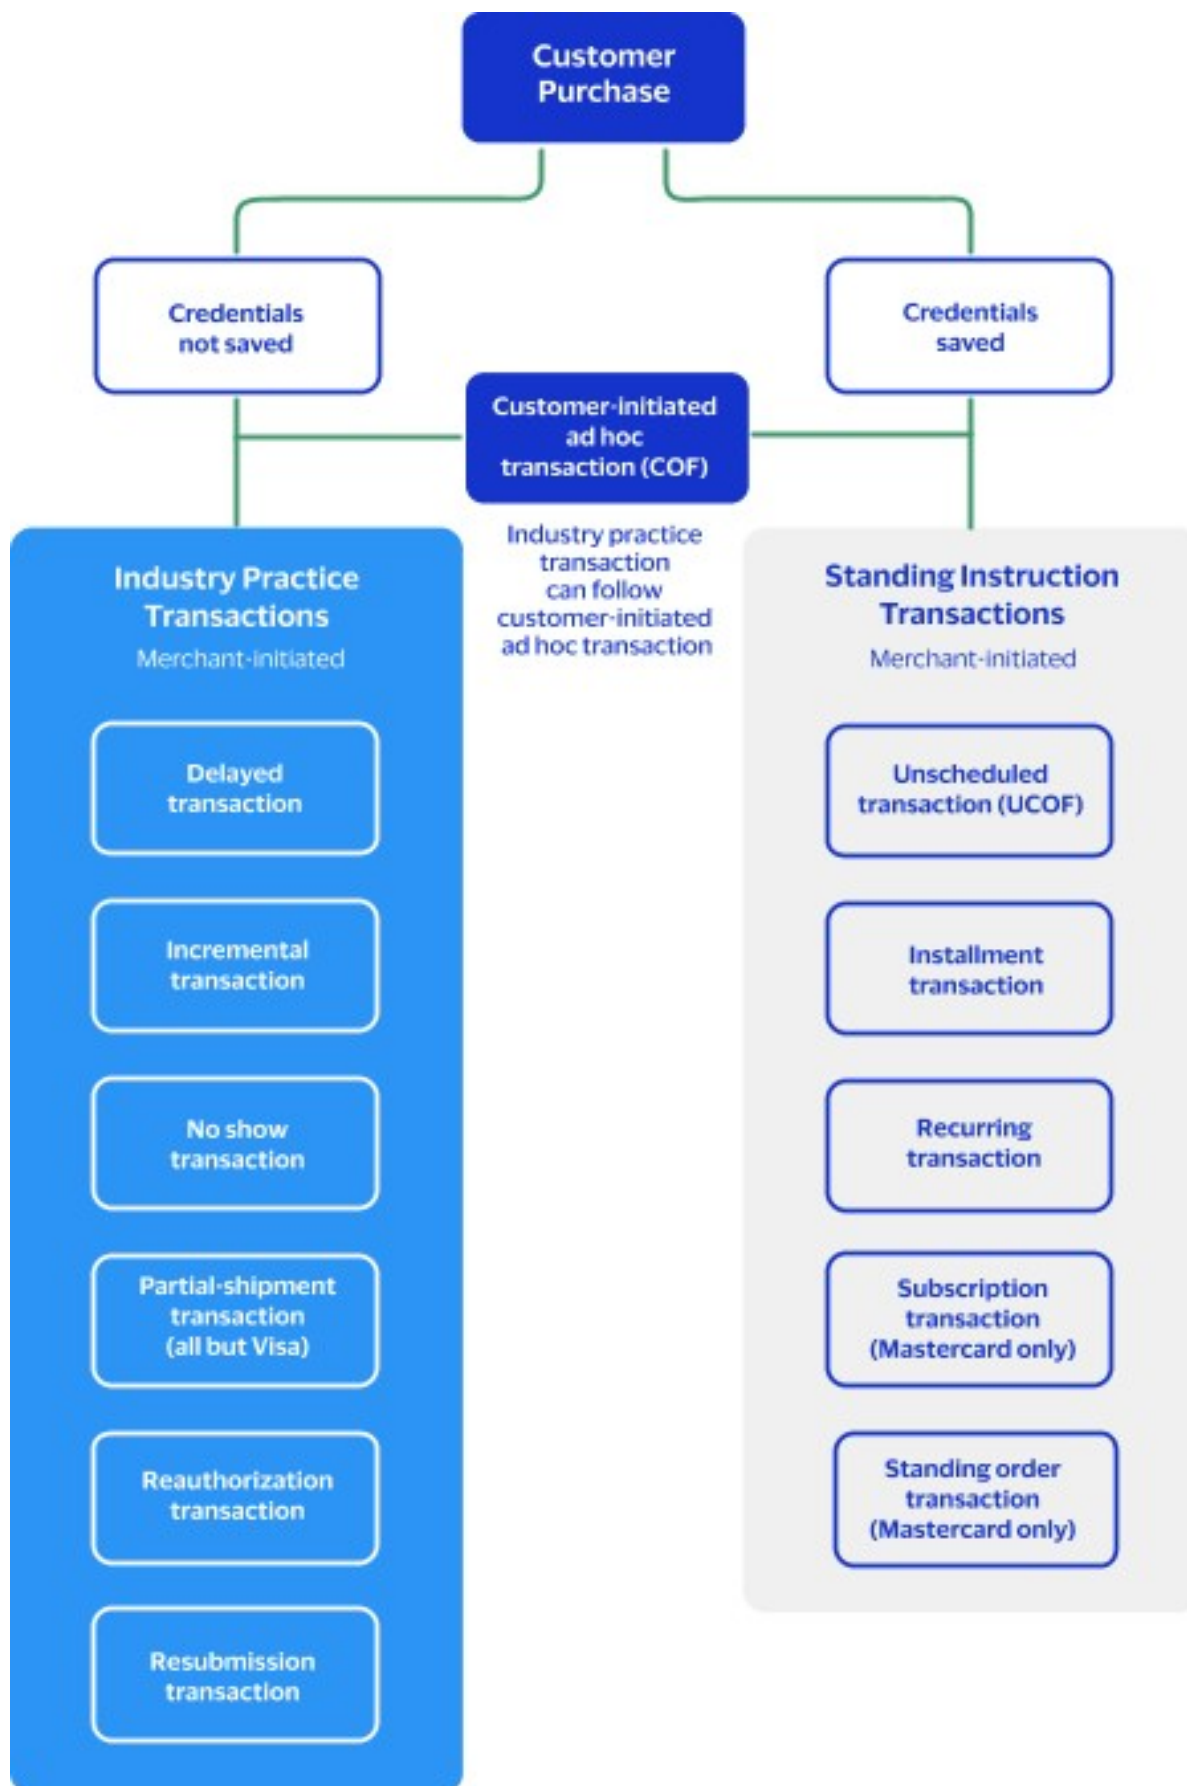 Customer
Purchase
Credentials
not saved
Credentials
saved
Customer-initiated
ad hoc
transaction (COF)
Industry practice
transaction
can follow
customer-initiated
ad hoc transaction
Industry Practice
Transactions
Merchant-initiated
Delayed
transaction
Incremental
transaction
No show
transaction
Partial-shipment
transaction
(all but Visa)
Reauthorization
transaction
Resubmission
transaction
Standing Instruction
Transactions
Merchant-initiated
Unscheduled
transaction (UCOF)
Installment
transaction
Recurring
transaction
Subscription
transaction
(Mastercard only)
Standing order
transaction
(Mastercard only)